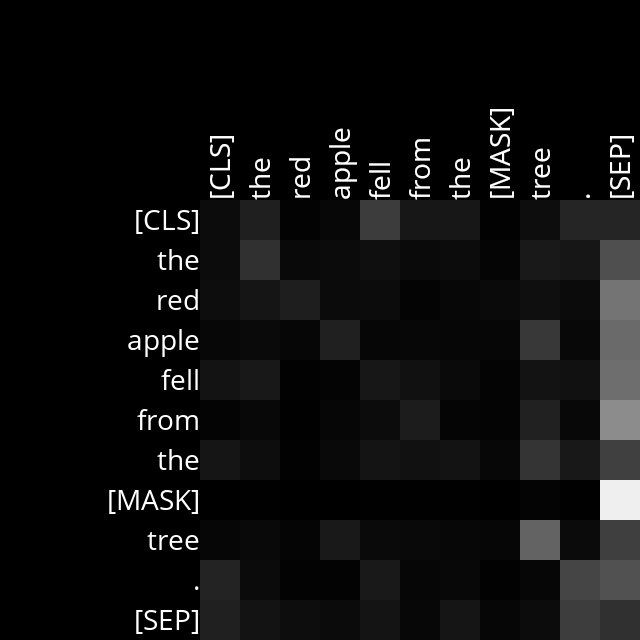 [CLS] the red apple fell from the [MASK] tree . [SEP]
[CLS]
the
red
apple
fell
from
the
[MASK]
tree
.
[SEP]